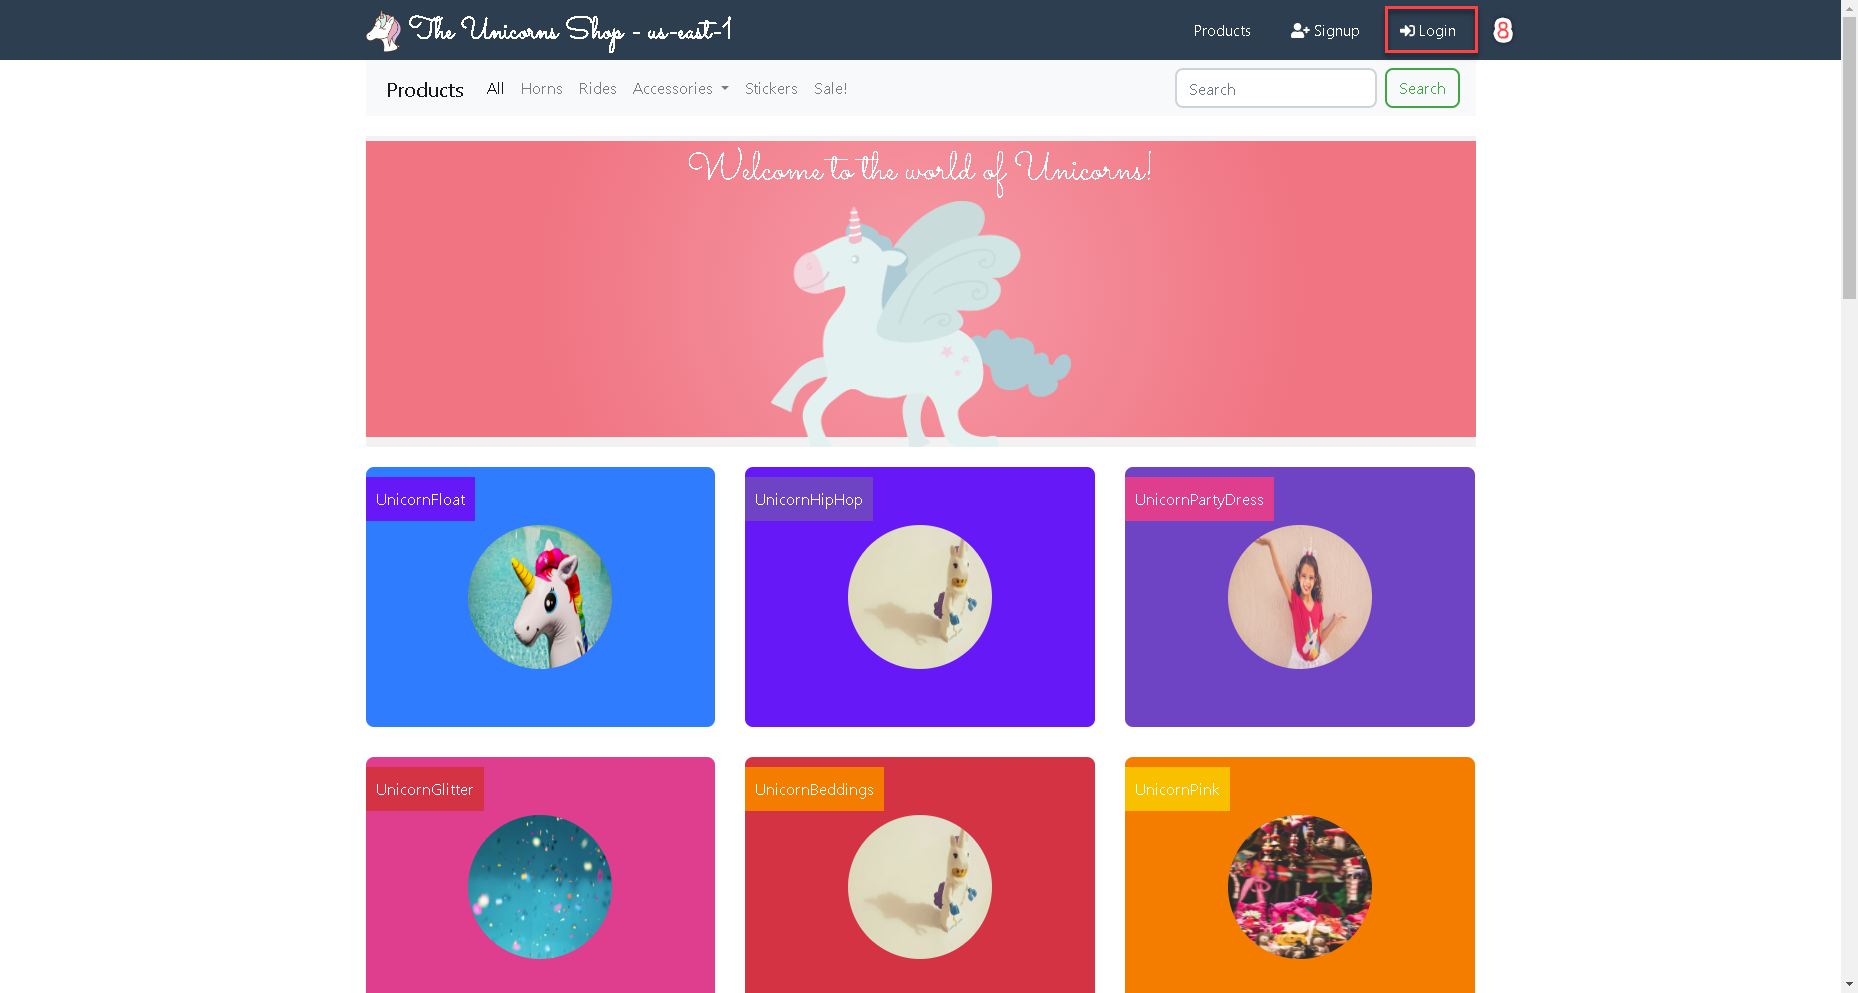 The Unicorns Shop - us-east-1
Products Signup Login 8
Products All Horns Rides Accessories Stickers Sale! Search Search
Welcome to the world of Unicorns!
UnicornFloat UnicornHipHop UnicornPartyDress
UnicornGlitter UnicornBeddings UnicornPink